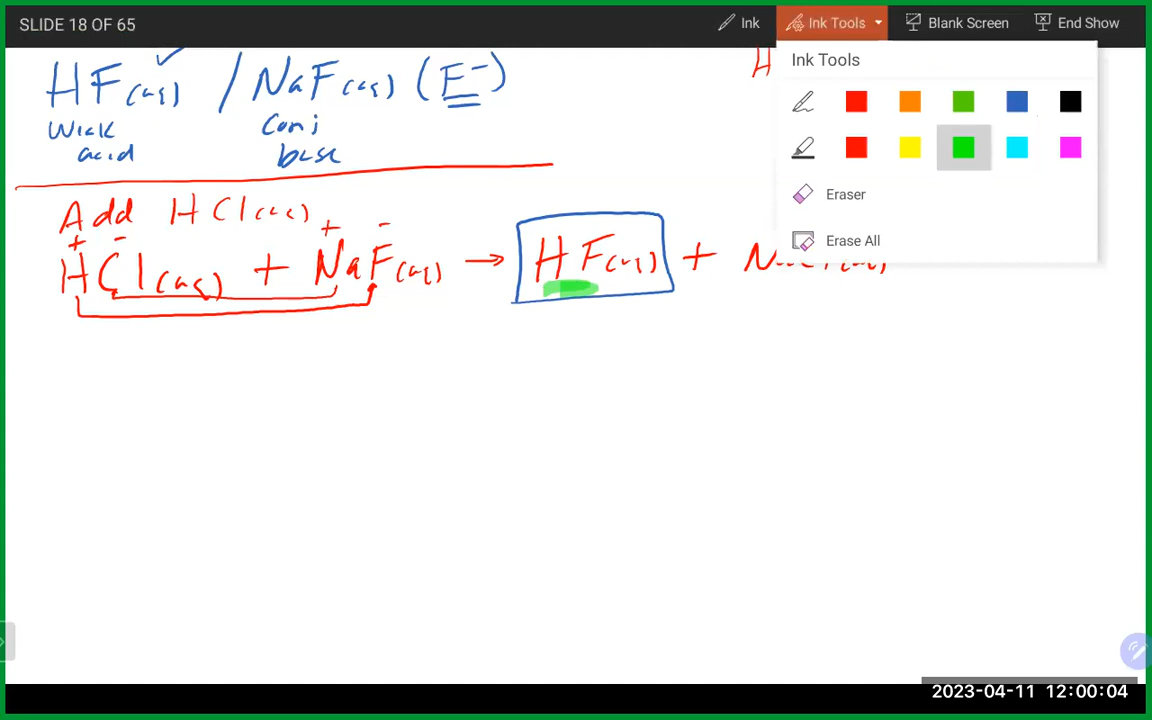 SLIDE 18 OF 65
Ink
Ink Tools
Blank Screen
End Show
Ink Tools
Eraser
Erase All
HF(aq) / NaF(aq) (F⁻)
H
Weak acid
Conj base
Add HCl(aq)
+ - + -
HCl(aq) + NaF(aq) → HF(aq) +
2023-04-11 12:00:04